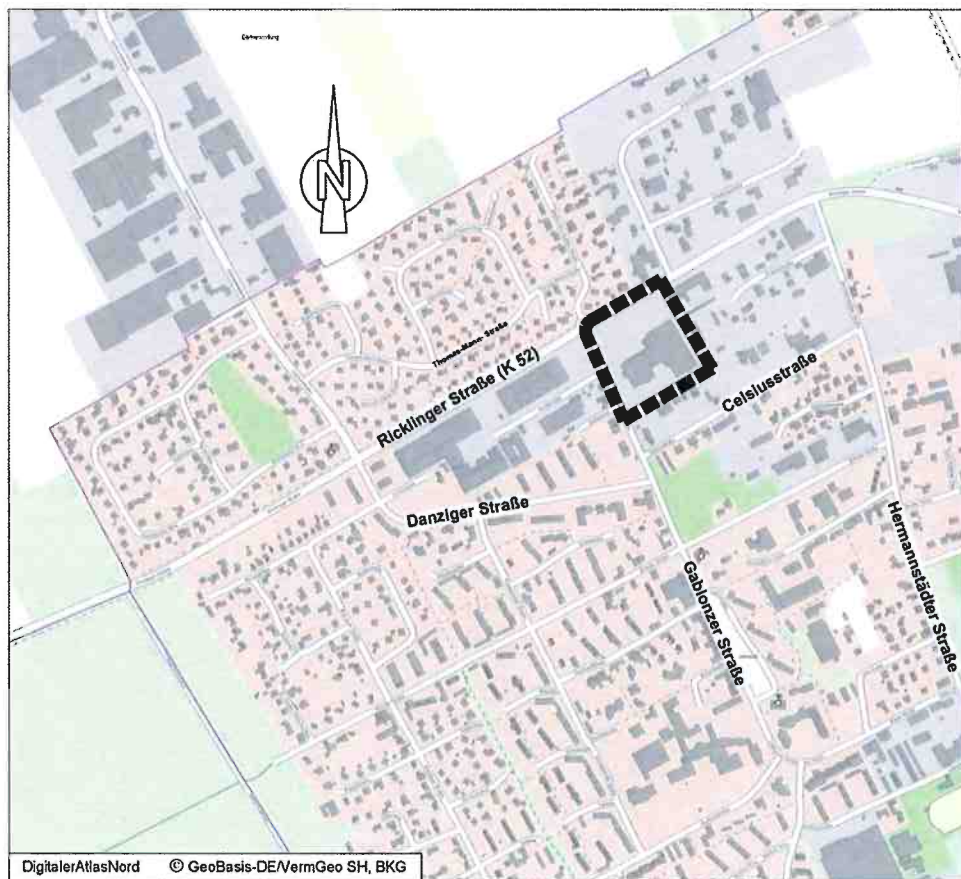 N
Thomas-Mann-Straße
Ricklinger Straße (K 52)
Celsiusstraße
Danziger Straße
Gablonzer Straße
Hermannstädter Straße
DigitalerAtlasNord © GeoBasis-DE/VermGeo SH, BKG